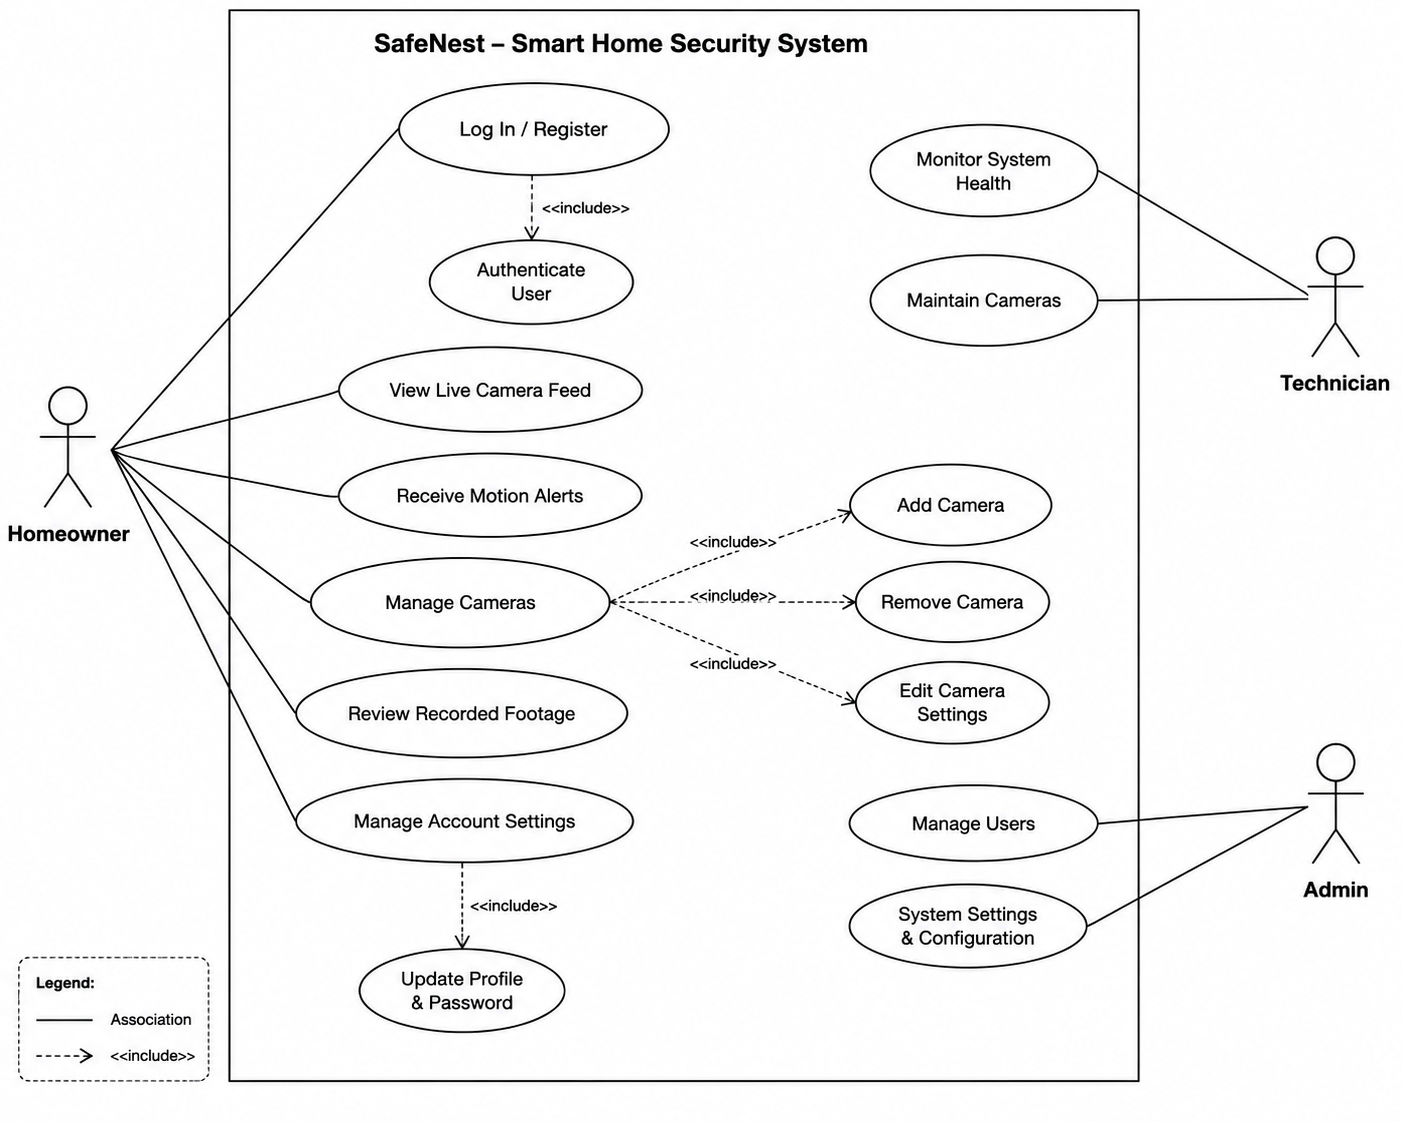 SafeNest – Smart Home Security System
Log In / Register
<<include>>
Authenticate
User
View Live Camera Feed
Receive Motion Alerts
Manage Cameras
Review Recorded Footage
Manage Account Settings
<<include>>
Update Profile
& Password
<<include>>
<<include>>
<<include>>
Monitor System
Health
Maintain Cameras
Add Camera
Remove Camera
Edit Camera
Settings
Manage Users
System Settings
& Configuration
Homeowner
Technician
Admin
Legend:
Association
<<include>>